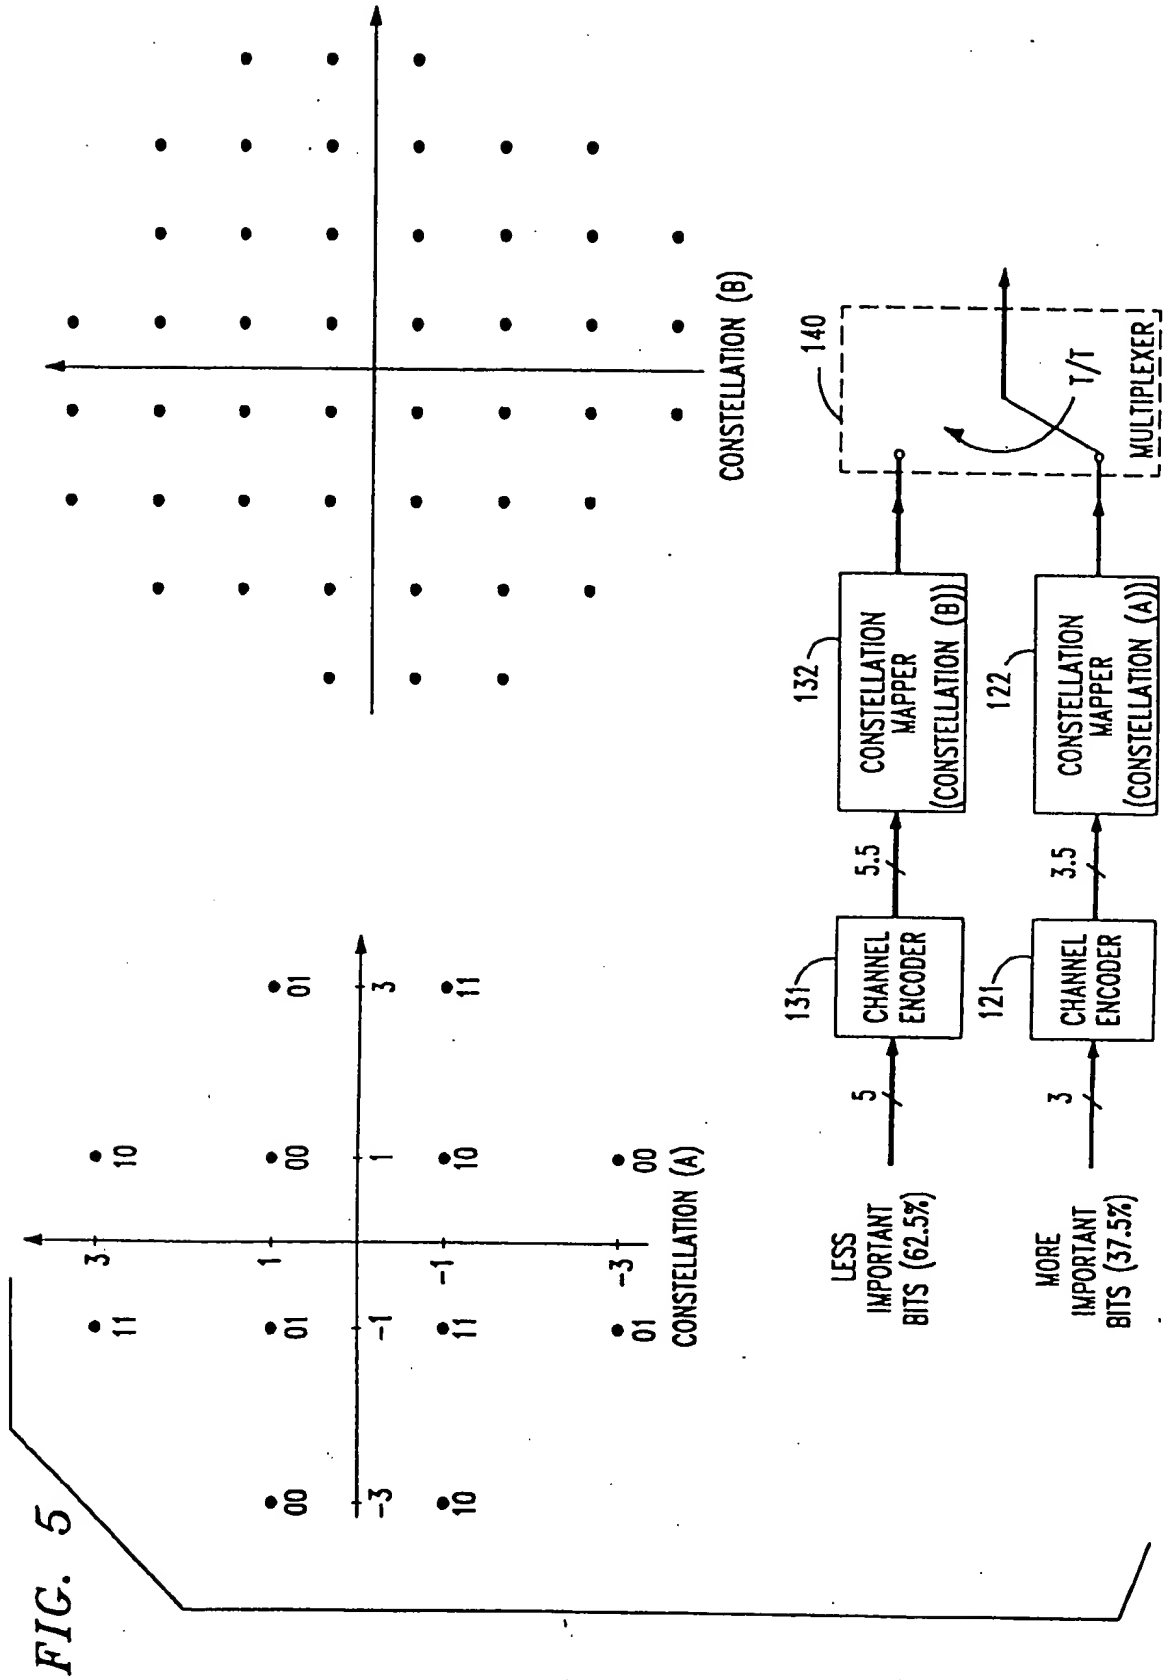 FIG. 5
3
10
11
1
00
01
01
00
-3
-1
1
3
-1
10
11
10
11
-3
00
01
CONSTELLATION (A)
CONSTELLATION (B)
LESS
IMPORTANT
BITS (62.5%)
5
131
CHANNEL
ENCODER
5.5
132
CONSTELLATION
MAPPER
(CONSTELLATION (B))
140
T/T
MULTIPLEXER
MORE
IMPORTANT
BITS (37.5%)
3
121
CHANNEL
ENCODER
3.5
122
CONSTELLATION
MAPPER
(CONSTELLATION (A))